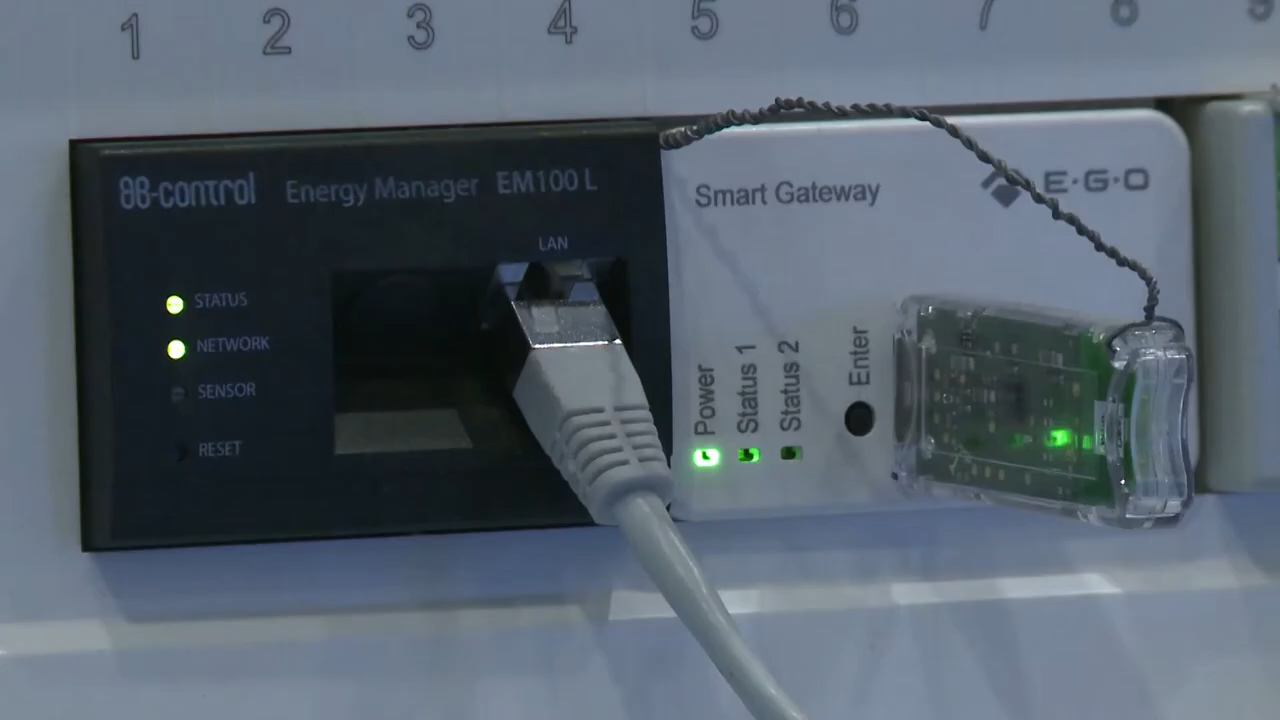 1 2 3 4 5 6 7 8
BB-control Energy Manager EM100 L
LAN
STATUS
NETWORK
SENSOR
RESET
Smart Gateway
E·G·O
Power
Status 1
Status 2
Enter